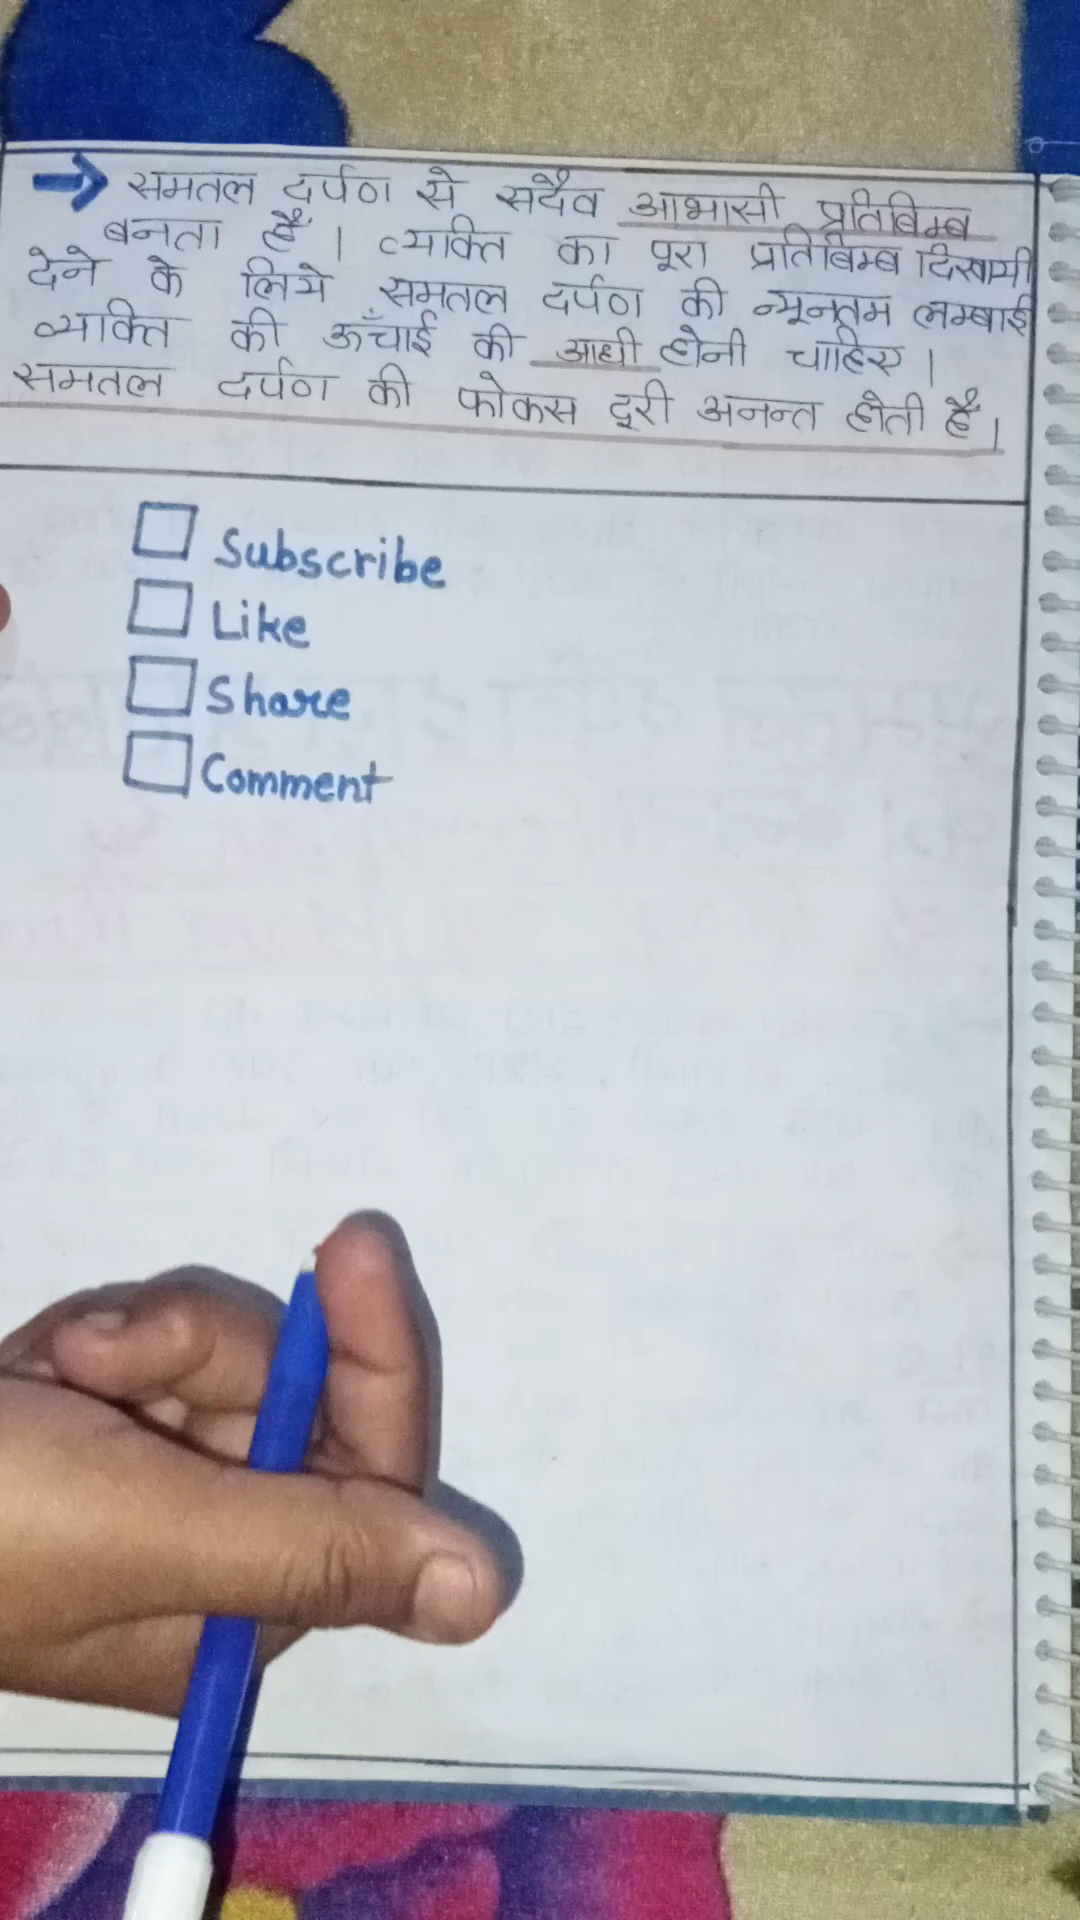 समतल दर्पण से सदैव आभासी प्रतिबिम्ब
बनता है। व्यक्ति का पूरा प्रतिबिम्ब दिखायी
देने के लिये समतल दर्पण की न्यूनतम लम्बाई
व्यक्ति की ऊँचाई की आधी होनी चाहिए।
समतल दर्पण की फोकस दूरी अनन्त होती है।
Subscribe
Like
Share
Comment